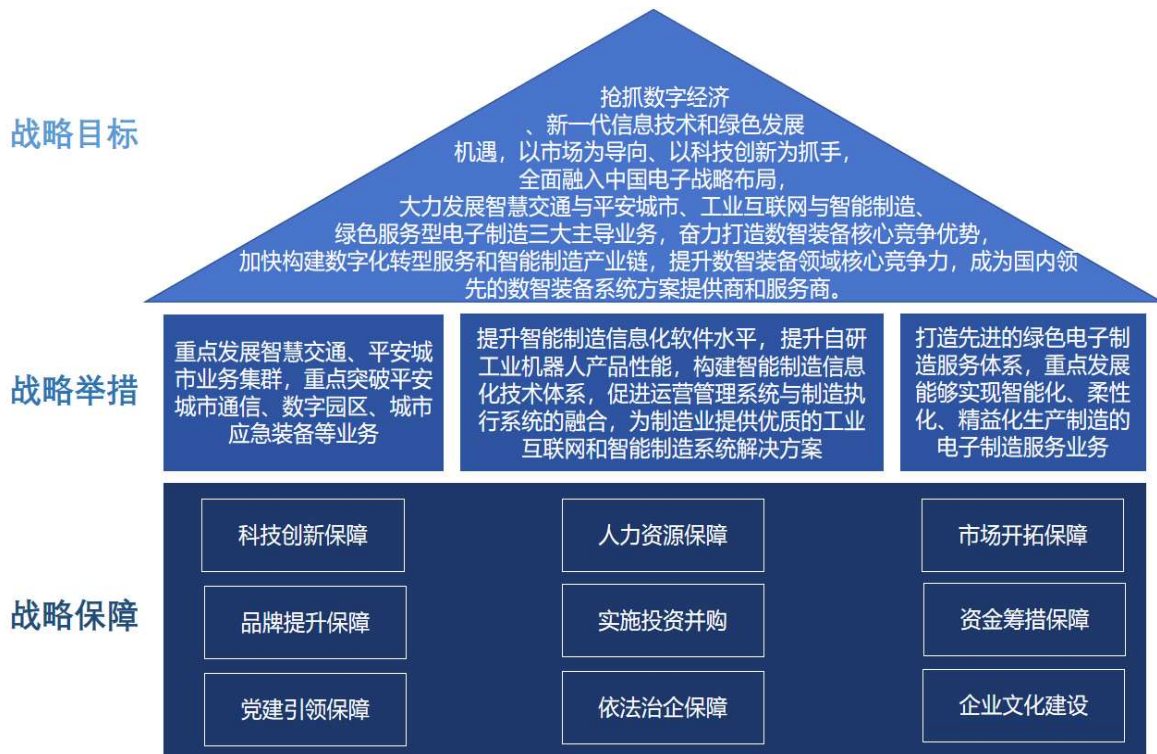 战略目标
抢抓数字经济
、新一代信息技术和绿色发展
机遇，以市场为导向、以科技创新为抓手，
全面融入中国电子战略布局，
大力发展智慧交通与平安城市、工业互联网与智能制造、
绿色服务型电子制造三大主导业务，奋力打造数智装备核心竞争优势，
加快构建数字化转型服务和智能制造产业链，提升数智装备领域核心竞争力，成为国内领
先的数智装备系统方案提供商和服务商。
战略举措
重点发展智慧交通、平安城
市业务集群，重点突破平安
城市通信、数字园区、城市
应急装备等业务
提升智能制造信息化软件水平，提升自研
工业机器人产品性能，构建智能制造信息
化技术体系，促进运营管理系统与制造执
行系统的融合，为制造业提供优质的工业
互联网和智能制造系统解决方案
打造先进的绿色电子制
造服务体系，重点发展
能够实现智能化、柔性
化、精益化生产制造的
电子制造服务业务
战略保障
科技创新保障
人力资源保障
市场开拓保障
品牌提升保障
实施投资并购
资金筹措保障
党建引领保障
依法治企保障
企业文化建设